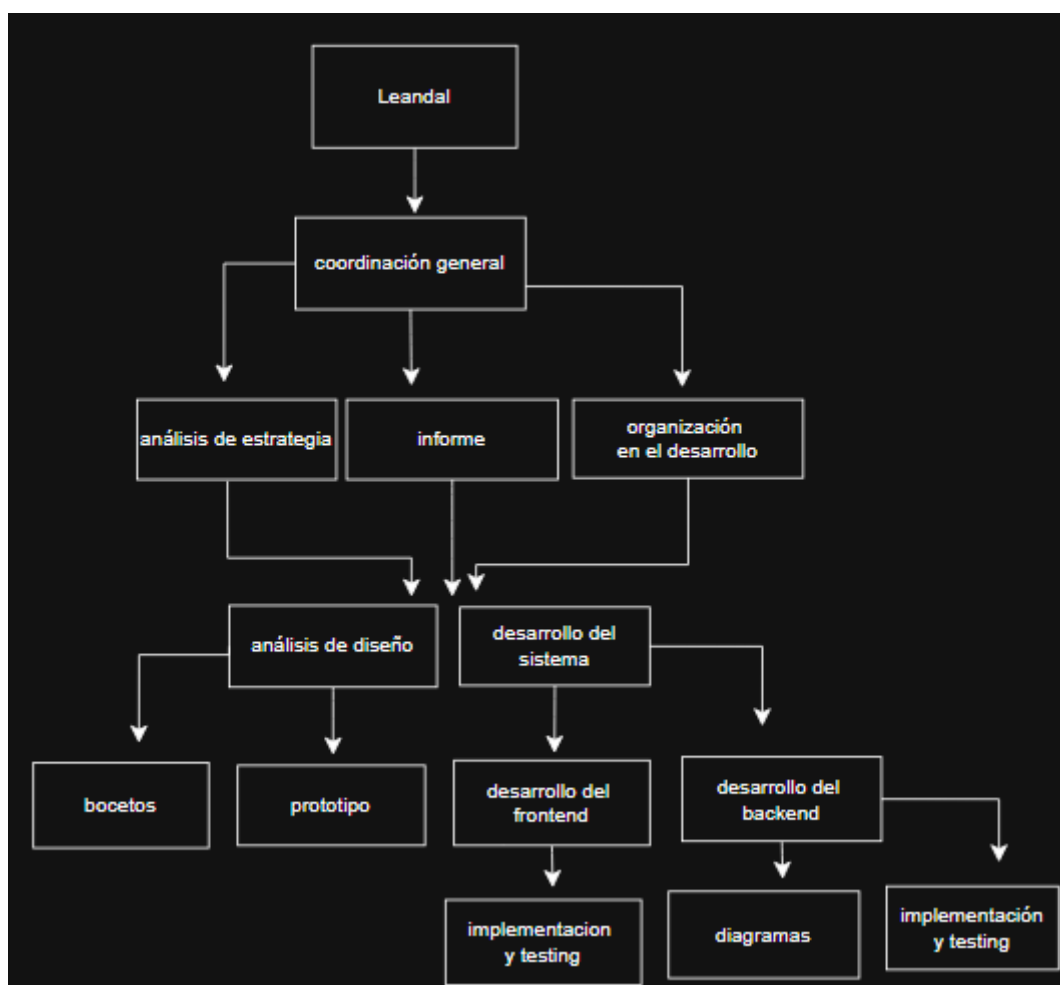 Leandal
coordinación general
análisis de estrategia
informe
organización
en el desarrollo
análisis de diseño
desarrollo del
sistema
bocetos
prototipo
desarrollo del
frontend
desarrollo del
backend
implementacion
y testing
diagramas
implementación
y testing